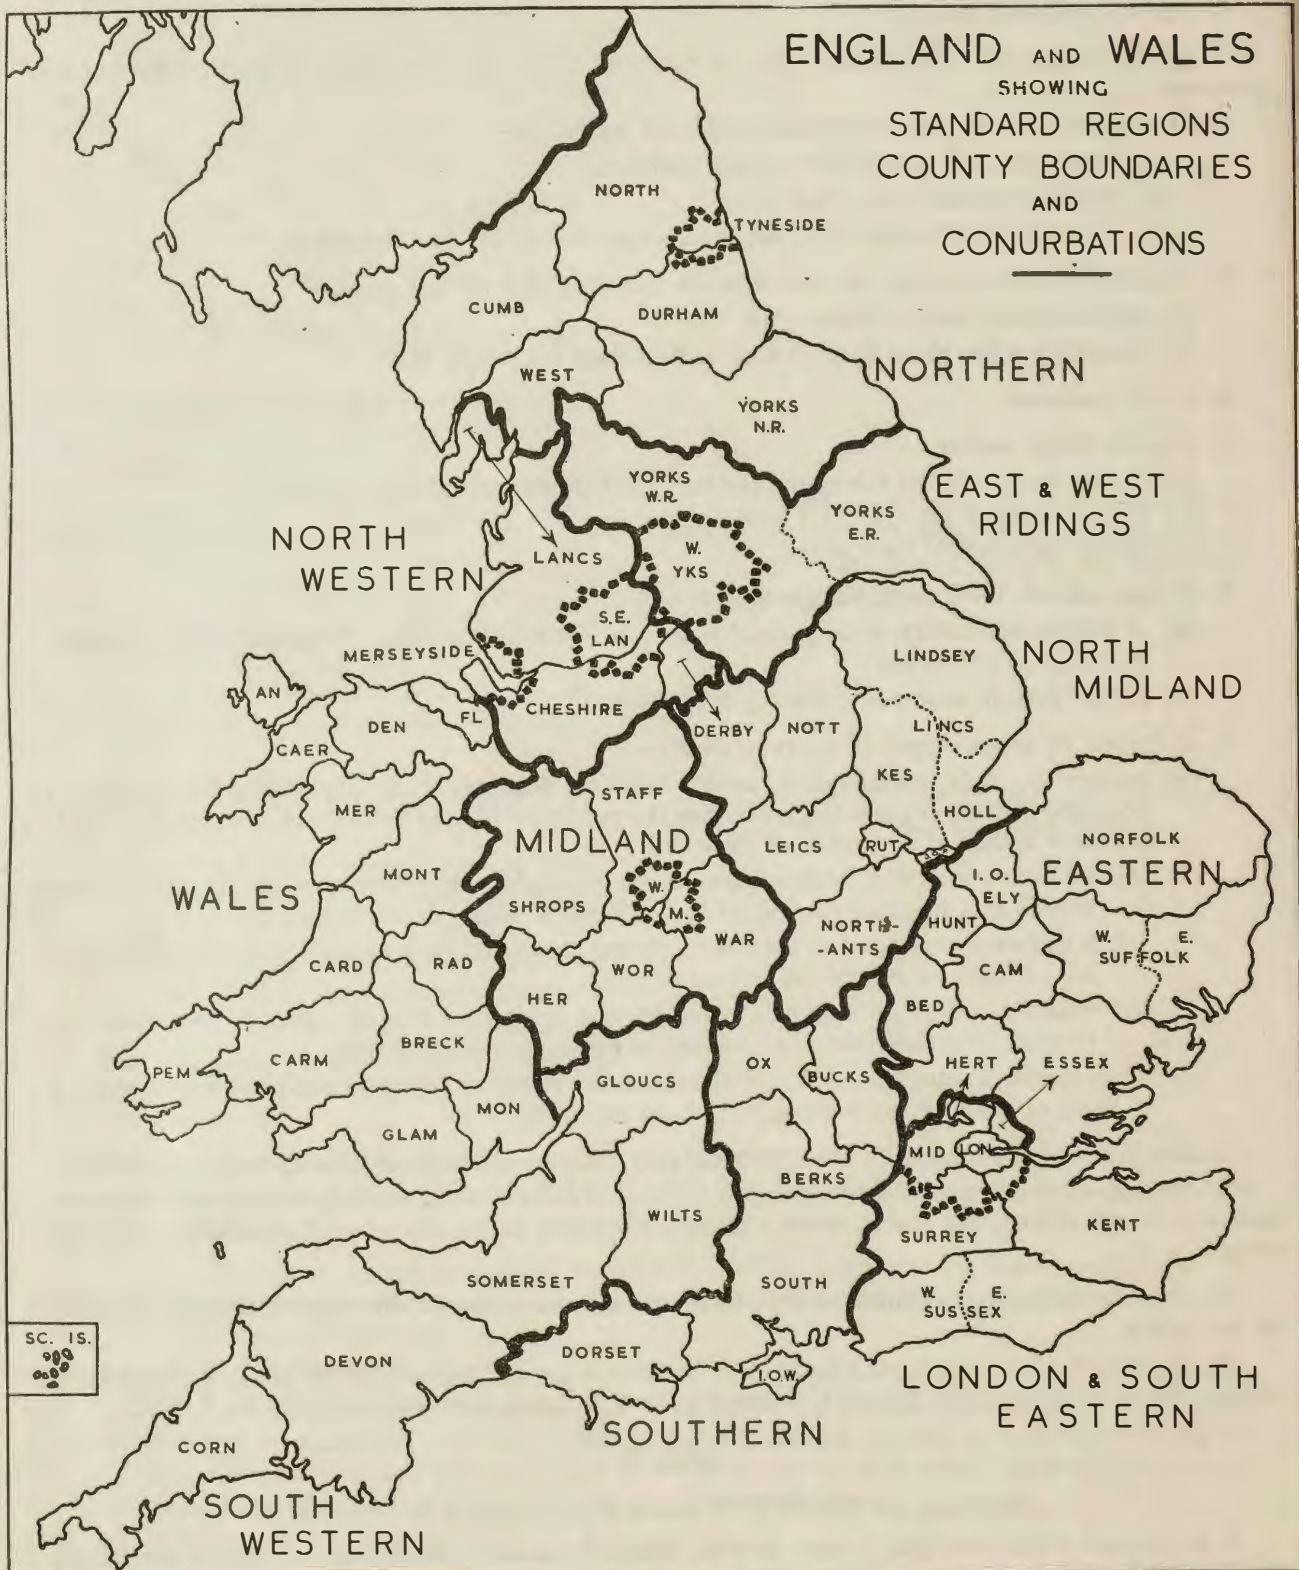 ENGLAND AND WALES
SHOWING
STANDARD REGIONS
COUNTY BOUNDARIES
AND
CONURBATIONS
NORTH
TYNESIDE
CUMB
DURHAM
WEST
NORTHERN
YORKS
N.R.
YORKS
W.R.
EAST & WEST
RIDINGS
YORKS
E.R.
NORTH
WESTERN
LANCS
W.
YKS
S.E.
LAN
MERSEYSIDE
LINDSEY
NORTH
MIDLAND
AN
FL
CHESHIRE
DEN
DERBY
NOTT
LINCS
CAER
KES
STAFF
MER
HOLL
MIDLAND
LEICS
RUT
NORFOLK
EASTERN
MONT
WALES
I.O.
ELY
W.
M.
SHROPS
NORTH-
-ANTS
HUNT
WAR
W. E.
SUFFOLK
CARD
RAD
WOR
CAM
HER
BED
BRECK
CARM
PEM
OX
HERT
ESSEX
GLOUCS
BUCKS
MON
GLAM
MID
LON
BERKS
WILTS
KENT
SURREY
SOMERSET
SOUTH
W. E.
SUSSEX
SC. IS.
DEVON
DORSET
I.O.W.
LONDON & SOUTH
EASTERN
SOUTHERN
CORN
SOUTH
WESTERN